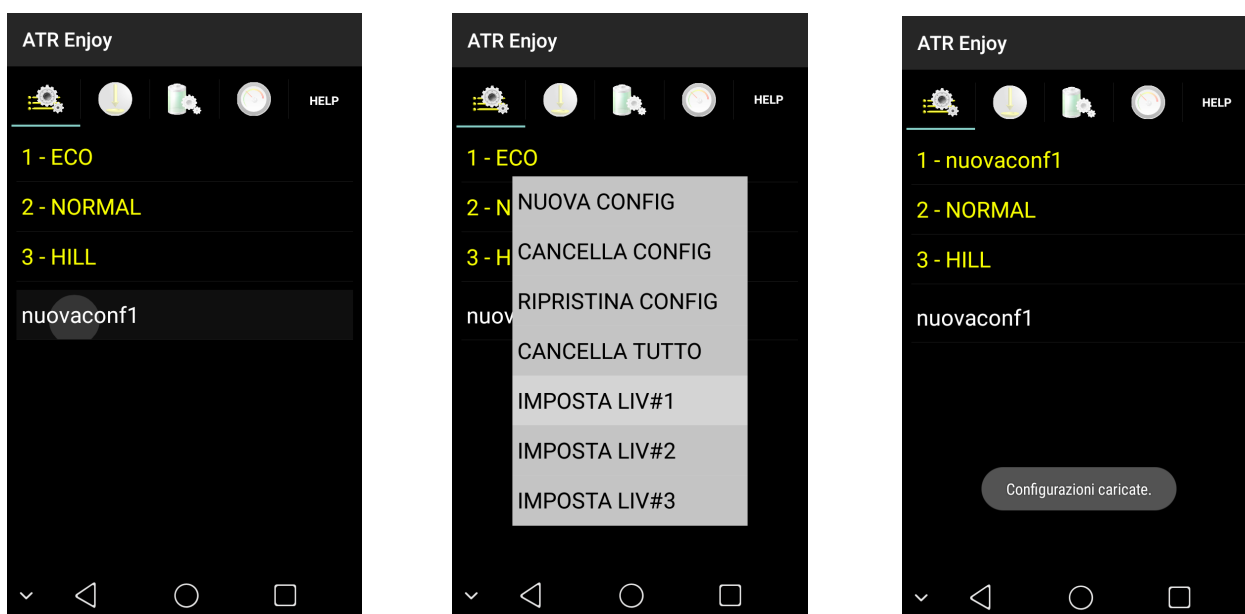 ATR Enjoy
HELP
1 - ECO
2 - NORMAL
3 - HILL
nuovaconf1
ATR Enjoy
HELP
1 - ECO
2 - N
3 - H
nuov
NUOVA CONFIG
CANCELLA CONFIG
RIPRISTINA CONFIG
CANCELLA TUTTO
IMPOSTA LIV#1
IMPOSTA LIV#2
IMPOSTA LIV#3
ATR Enjoy
HELP
1 - nuovaconf1
2 - NORMAL
3 - HILL
nuovaconf1
Configurazioni caricate.